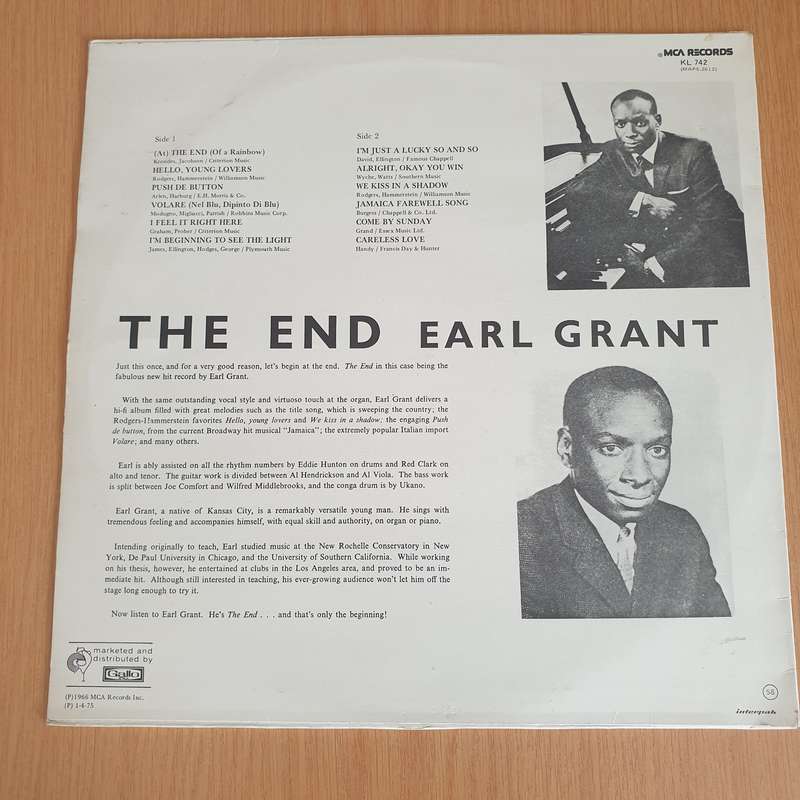 MCA RECORDS
KL 742
(MAPS.2612)
Side 1
(At) THE END (Of a Rainbow)
Krondes, Jacobson / Criterion Music
HELLO, YOUNG LOVERS
Rodgers, Hammerstein / Williamson Music
PUSH DE BUTTON
Arlen, Harburg / E.H. Morris & Co.
VOLARE (Nel Blu, Dipinto Di Blu)
Modugno, Migliacci, Parrish / Robbins Music Corp.
I FEEL IT RIGHT HERE
Graham, Prober / Criterion Music
I'M BEGINNING TO SEE THE LIGHT
James, Ellington, Hodges, George / Plymouth Music
Side 2
I'M JUST A LUCKY SO AND SO
David, Ellington / Famous Chappell
ALRIGHT, OKAY YOU WIN
Wyche, Watts / Southern Music
WE KISS IN A SHADOW
Rodgers, Hammerstein / Williamson Music
JAMAICA FAREWELL SONG
Burgess / Chappell & Co. Ltd.
COME BY SUNDAY
Grand / Essex Music Ltd.
CARELESS LOVE
Handy / Francis Day & Hunter
THE END EARL GRANT
Just this once, and for a very good reason, let's begin at the end. The End in this case being the
fabulous new hit record by Earl Grant.
With the same outstanding vocal style and virtuoso touch at the organ, Earl Grant delivers a
hi-fi album filled with great melodies such as the title song, which is sweeping the country; the
Rodgers-Hammerstein favorites Hello, young lovers and We kiss in a shadow; the engaging Push
de button, from the current Broadway hit musical "Jamaica"; the extremely popular Italian import
Volare; and many others.
Earl is ably assisted on all the rhythm numbers by Eddie Hunton on drums and Red Clark on
alto and tenor. The guitar work is divided between Al Hendrickson and Al Viola. The bass work
is split between Joe Comfort and Wilfred Middlebrooks, and the conga drum is by Ukano.
Earl Grant, a native of Kansas City, is a remarkably versatile young man. He sings with
tremendous feeling and accompanies himself, with equal skill and authority, on organ or piano.
Intending originally to teach, Earl studied music at the New Rochelle Conservatory in New
York, De Paul University in Chicago, and the University of Southern California. While working
on his thesis, however, he entertained at clubs in the Los Angeles area, and proved to be an im-
mediate hit. Although still interested in teaching, his ever-growing audience won't let him off the
stage long enough to try it.
Now listen to Earl Grant. He's The End . . . and that's only the beginning!
marketed and
distributed by
Gallo
(P)1966 MCA Records Inc.
(P) 1-4-75
58
interpak